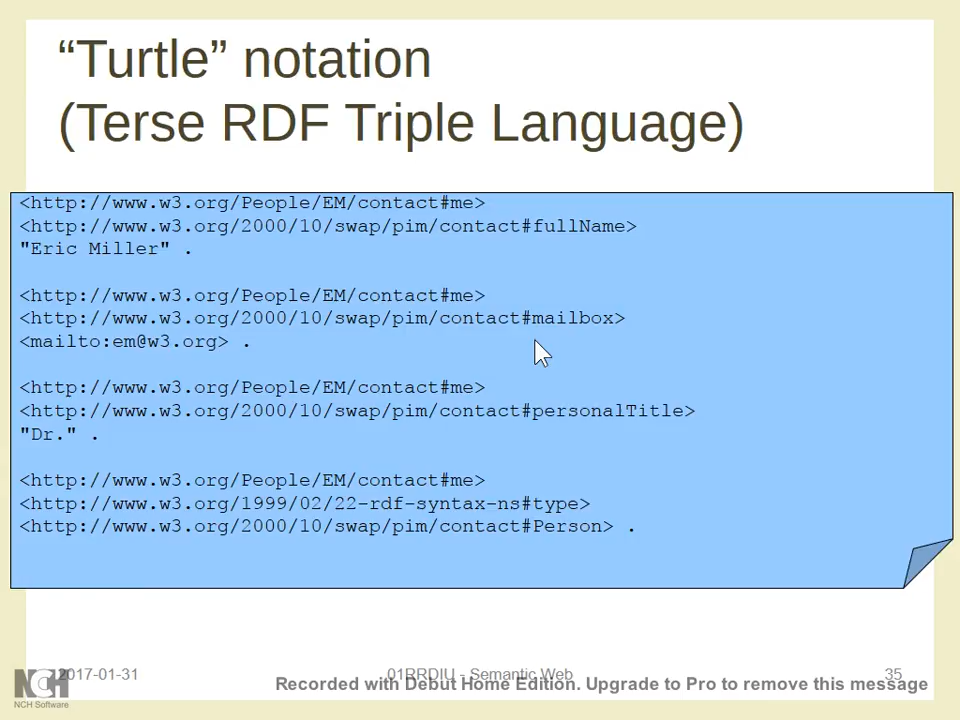 “Turtle” notation
(Terse RDF Triple Language)
<http://www.w3.org/People/EM/contact#me>
<http://www.w3.org/2000/10/swap/pim/contact#fullName>
"Eric Miller" .
<http://www.w3.org/People/EM/contact#me>
<http://www.w3.org/2000/10/swap/pim/contact#mailbox>
<mailto:em@w3.org> .
<http://www.w3.org/People/EM/contact#me>
<http://www.w3.org/2000/10/swap/pim/contact#personalTitle>
"Dr." .
<http://www.w3.org/People/EM/contact#me>
<http://www.w3.org/1999/02/22-rdf-syntax-ns#type>
<http://www.w3.org/2000/10/swap/pim/contact#Person> .
2017-01-31 01RRDIU - Semantic Web 35
Recorded with Debut Home Edition. Upgrade to Pro to remove this message
NCH
NCH Software